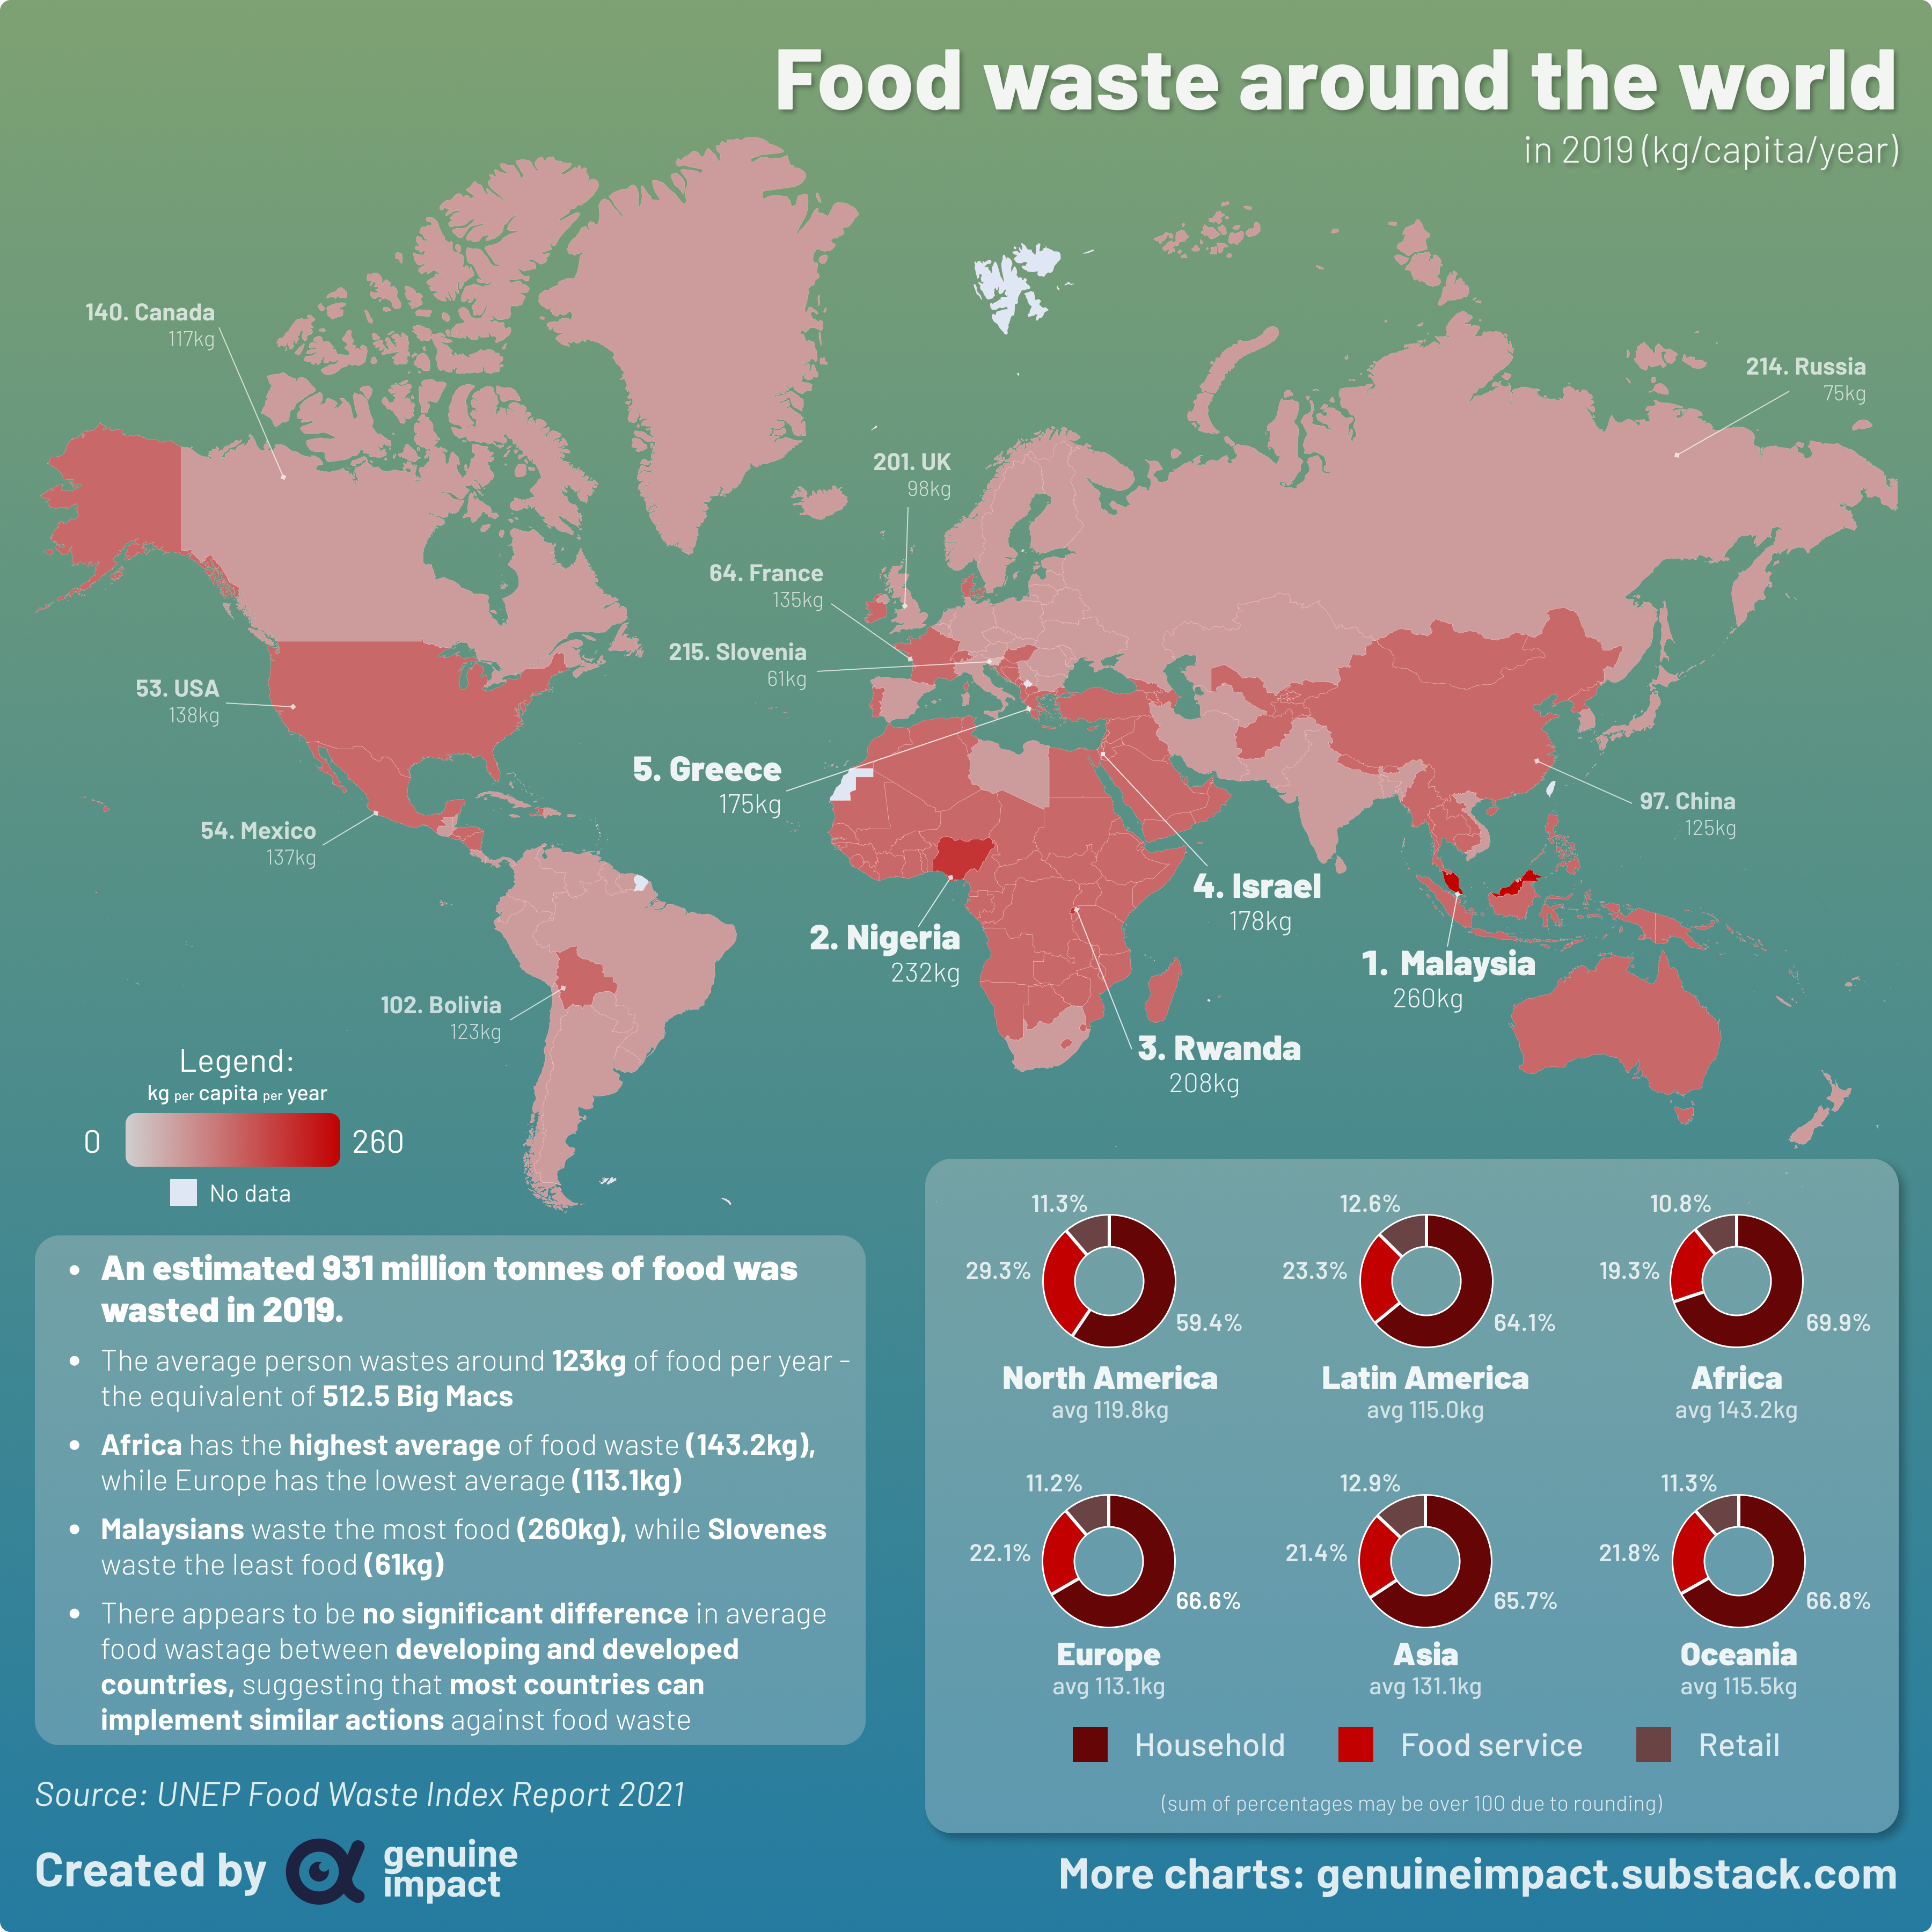 Food waste around the world
in 2019 (kg/capita/year)
140. Canada
117kg
214. Russia
75kg
201. UK
98kg
64. France
135kg
215. Slovenia
61kg
53. USA
138kg
5. Greece
175kg
54. Mexico
137kg
97. China
125kg
4. Israel
178kg
2. Nigeria
232kg
1. Malaysia
260kg
102. Bolivia
123kg
3. Rwanda
208kg
Legend:
kg per capita per year
0
260
No data
• An estimated 931 million tonnes of food was
wasted in 2019.
• The average person wastes around 123kg of food per year -
the equivalent of 512.5 Big Macs
• Africa has the highest average of food waste (143.2kg),
while Europe has the lowest average (113.1kg)
• Malaysians waste the most food (260kg), while Slovenes
waste the least food (61kg)
• There appears to be no significant difference in average
food wastage between developing and developed
countries, suggesting that most countries can
implement similar actions against food waste
11.3%
29.3%
59.4%
North America
avg 119.8kg
12.6%
23.3%
64.1%
Latin America
avg 115.0kg
10.8%
19.3%
69.9%
Africa
avg 143.2kg
11.2%
22.1%
66.6%
Europe
avg 113.1kg
12.9%
21.4%
65.7%
Asia
avg 131.1kg
11.3%
21.8%
66.8%
Oceania
avg 115.5kg
Household
Food service
Retail
(sum of percentages may be over 100 due to rounding)
Source: UNEP Food Waste Index Report 2021
Created by
genuine
impact
More charts: genuineimpact.substack.com